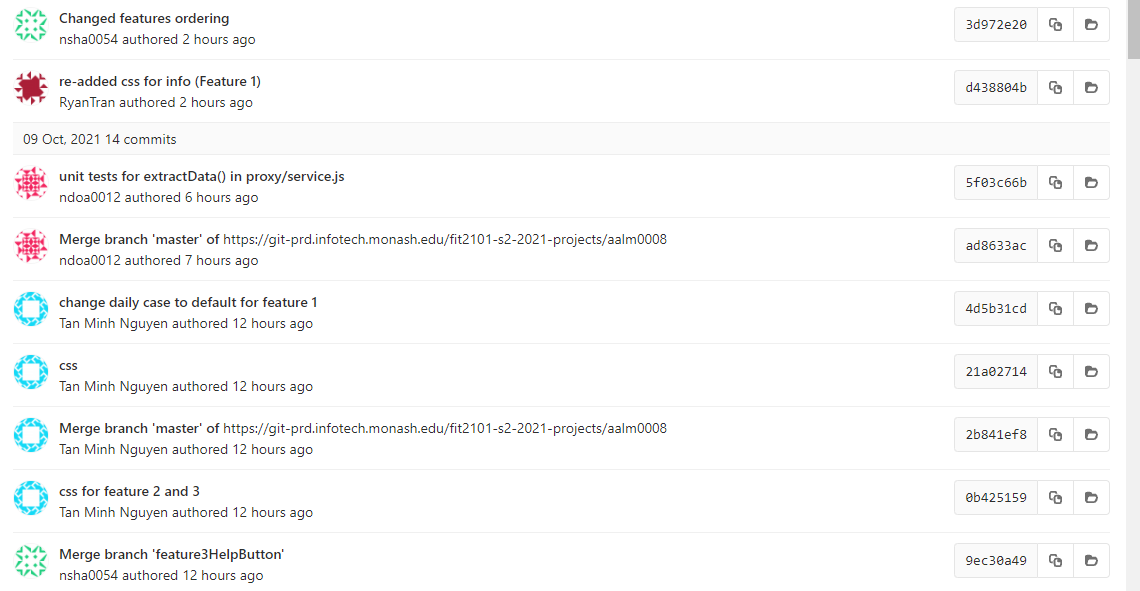 Changed features ordering
3d972e20
nsha0054 authored 2 hours ago
re-added css for info (Feature 1)
d438804b
RyanTran authored 2 hours ago
09 Oct, 2021 14 commits
unit tests for extractData() in proxy/service.js
5f03c66b
ndoa0012 authored 6 hours ago
Merge branch 'master' of https://git-prd.infotech.monash.edu/fit2101-s2-2021-projects/aalm0008
ad8633ac
ndoa0012 authored 7 hours ago
change daily case to default for feature 1
4d5b31cd
Tan Minh Nguyen authored 12 hours ago
css
21a02714
Tan Minh Nguyen authored 12 hours ago
Merge branch 'master' of https://git-prd.infotech.monash.edu/fit2101-s2-2021-projects/aalm0008
2b841ef8
Tan Minh Nguyen authored 12 hours ago
css for feature 2 and 3
0b425159
Tan Minh Nguyen authored 12 hours ago
Merge branch 'feature3HelpButton'
9ec30a49
nsha0054 authored 12 hours ago